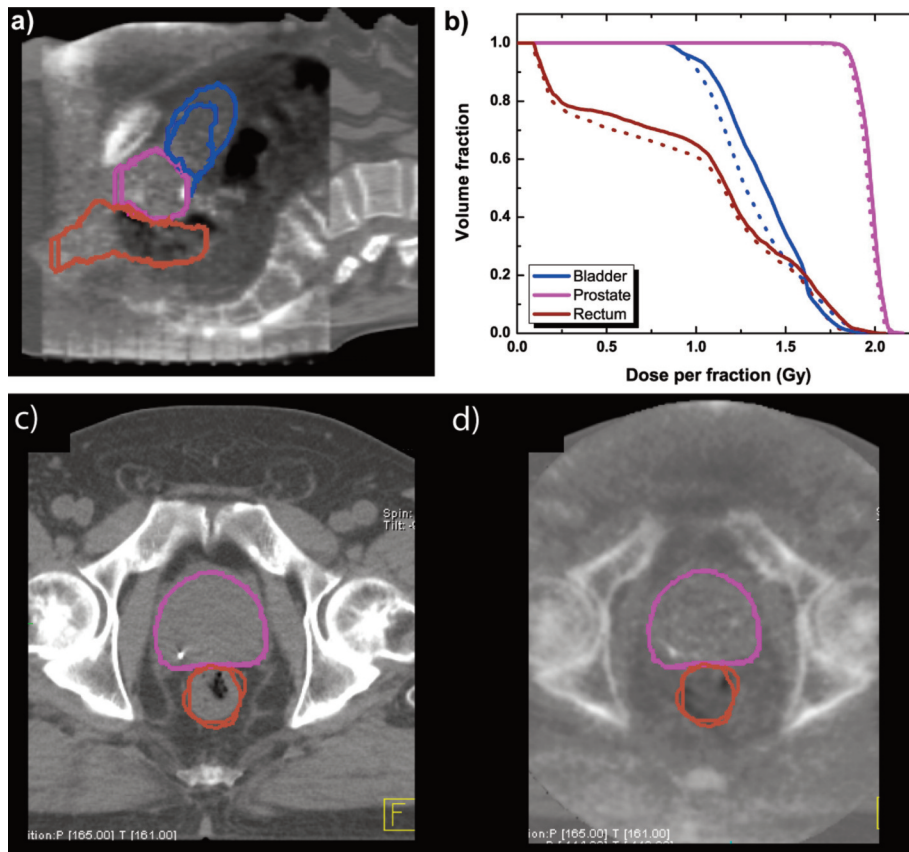 a)
b)
1.0
0.8
0.6
0.4
0.2
0.0
Volume fraction
Bladder
Prostate
Rectum
0.0 0.5 1.0 1.5 2.0
Dose per fraction (Gy)
c)
Spin:
Tilt: -
F
ition:P [165.00] T [161.00]
d)
ition:P [165.00] T [161.00]